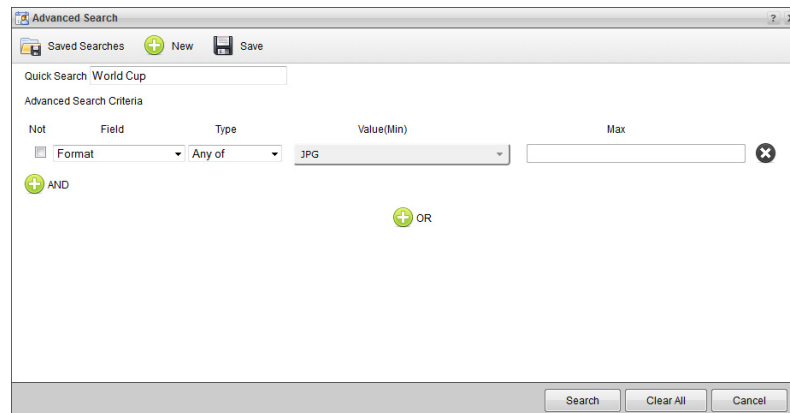 Advanced Search ?
Saved Searches New Save
Quick Search World Cup
Advanced Search Criteria
Not Field Type Value(Min) Max
Format Any of JPG
AND
OR
Search Clear All Cancel